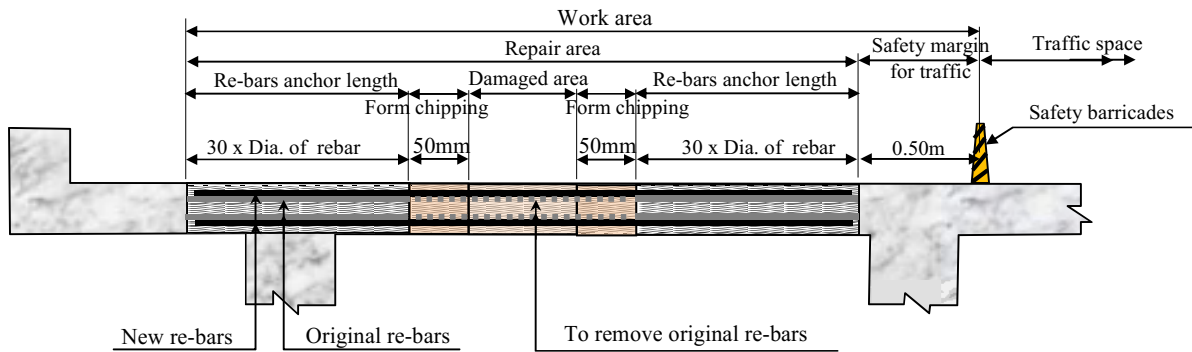 Work area
Repair area
Safety margin
for traffic
Traffic space
Re-bars anchor length
Damaged area
Re-bars anchor length
Form chipping
Form chipping
Safety barricades
30 x Dia. of rebar
50mm
50mm
30 x Dia. of rebar
0.50m
New re-bars
Original re-bars
To remove original re-bars